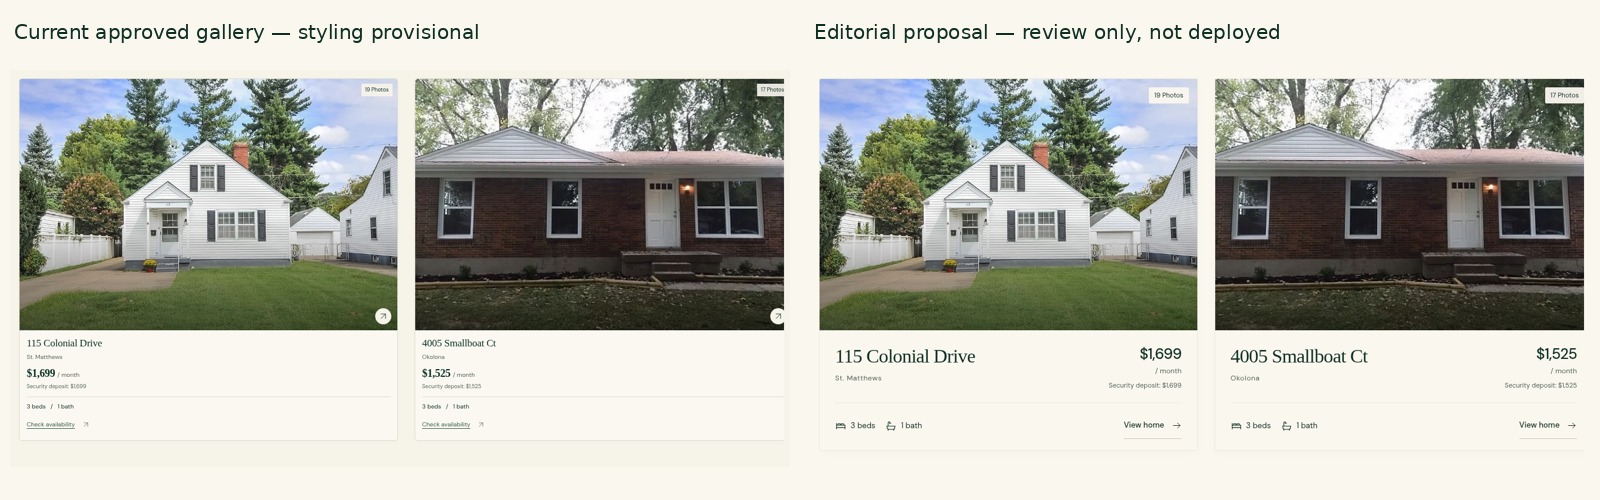 Current approved gallery — styling provisional
19 Photos
17 Photos
115 Colonial Drive
St. Matthews
$1,699 / month
Security deposit: $1,699
3 beds / 1 bath
Check availability
4005 Smallboat Ct
Okolona
$1,525 / month
Security deposit: $1,525
3 beds / 1 bath
Check availability
Editorial proposal — review only, not deployed
19 Photos
17 Photos
115 Colonial Drive
St. Matthews
$1,699
/ month
Security deposit: $1,699
3 beds 1 bath
View home
4005 Smallboat Ct
Okolona
$1,525
/ month
Security deposit: $1,525
3 beds 1 bath
View home